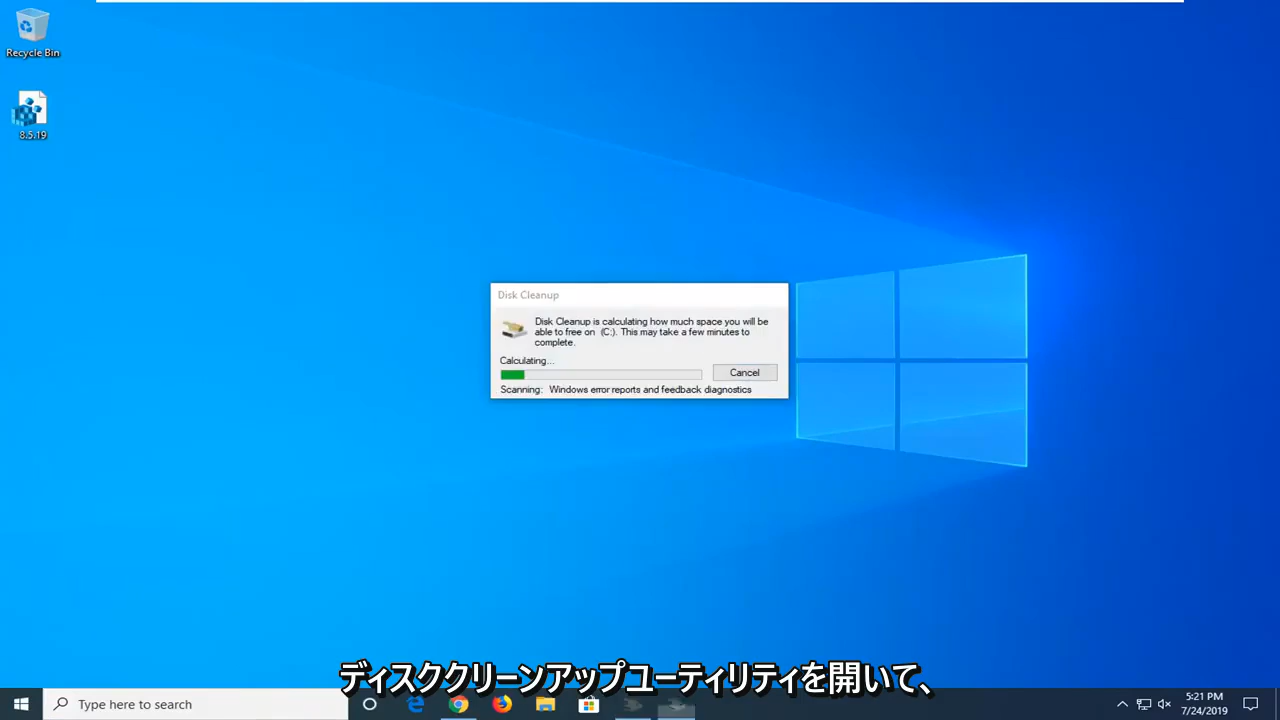 Recycle Bin
8.5.19
Disk Cleanup
Disk Cleanup is calculating how much space you will be
able to free on (C:). This may take a few minutes to
complete.
Calculating...
Cancel
Scanning: Windows error reports and feedback diagnostics
ディスククリーンアップユーティリティを開いて、
Type here to search
5:21 PM
7/24/2019